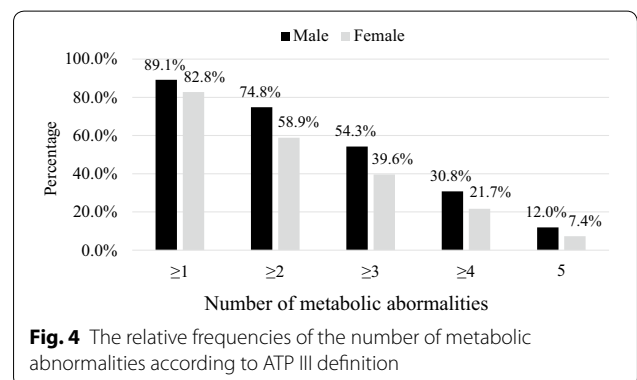 ■ Male ■ Female
100.0%
89.1%
82.8%
80.0%
74.8%
58.9%
60.0%
54.3%
39.6%
40.0%
30.8%
21.7%
20.0%
12.0%
7.4%
0.0%
Percentage
≥1 ≥2 ≥3 ≥4 5
Number of metabolic abormalities
Fig. 4 The relative frequencies of the number of metabolic
abnormalities according to ATP III definition